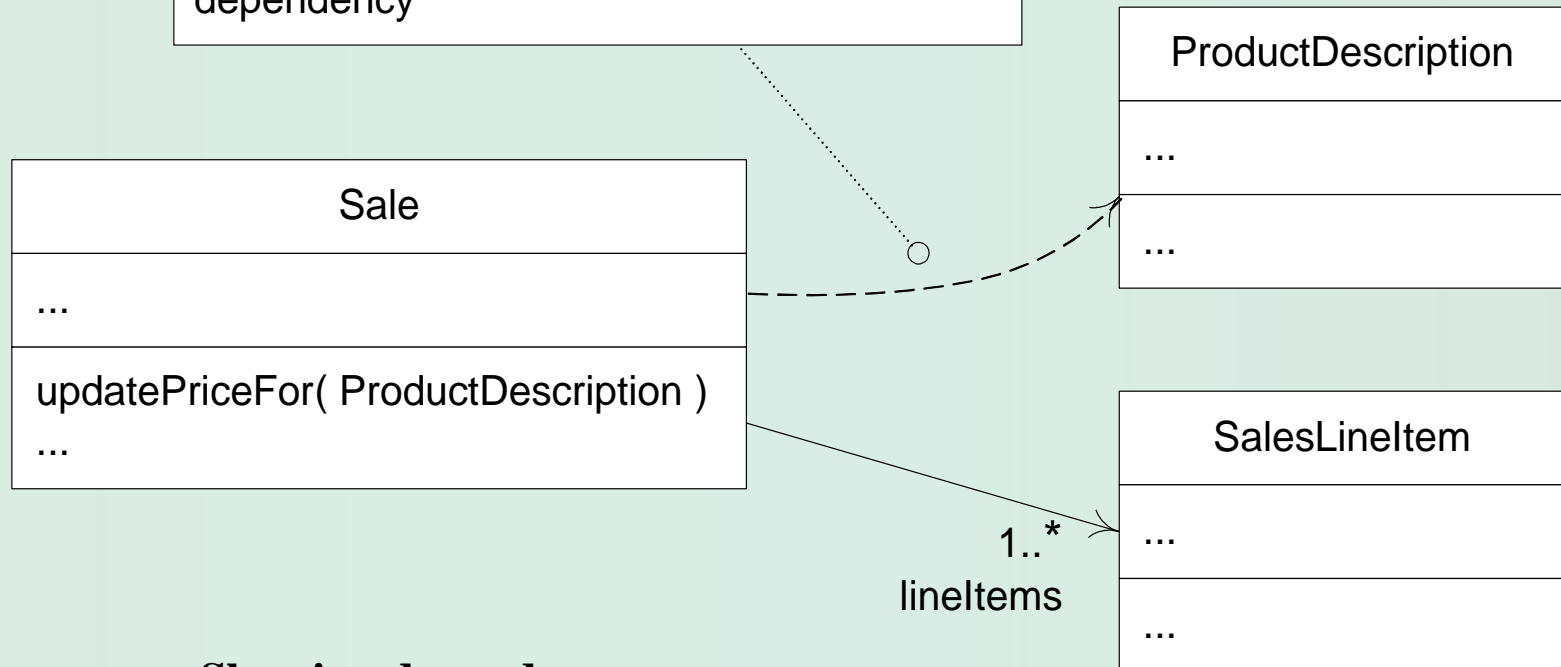 dependency
ProductDescription
...
...
Sale
...
updatePriceFor( ProductDescription )
...
SalesLineItem
...
...
1..*
lineItems